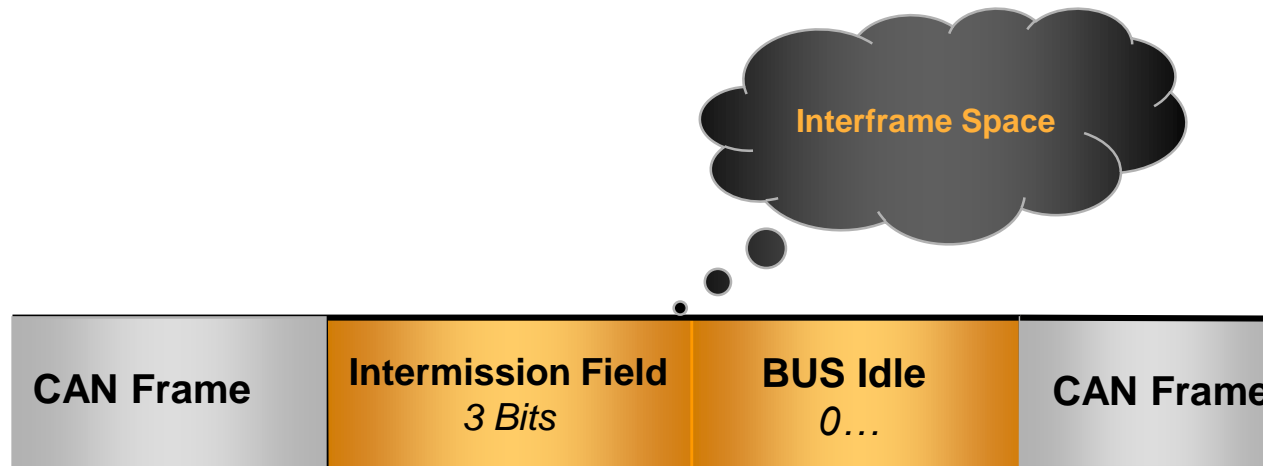 Interframe Space
CAN Frame
Intermission Field
3 Bits
BUS Idle
0…
CAN Frame